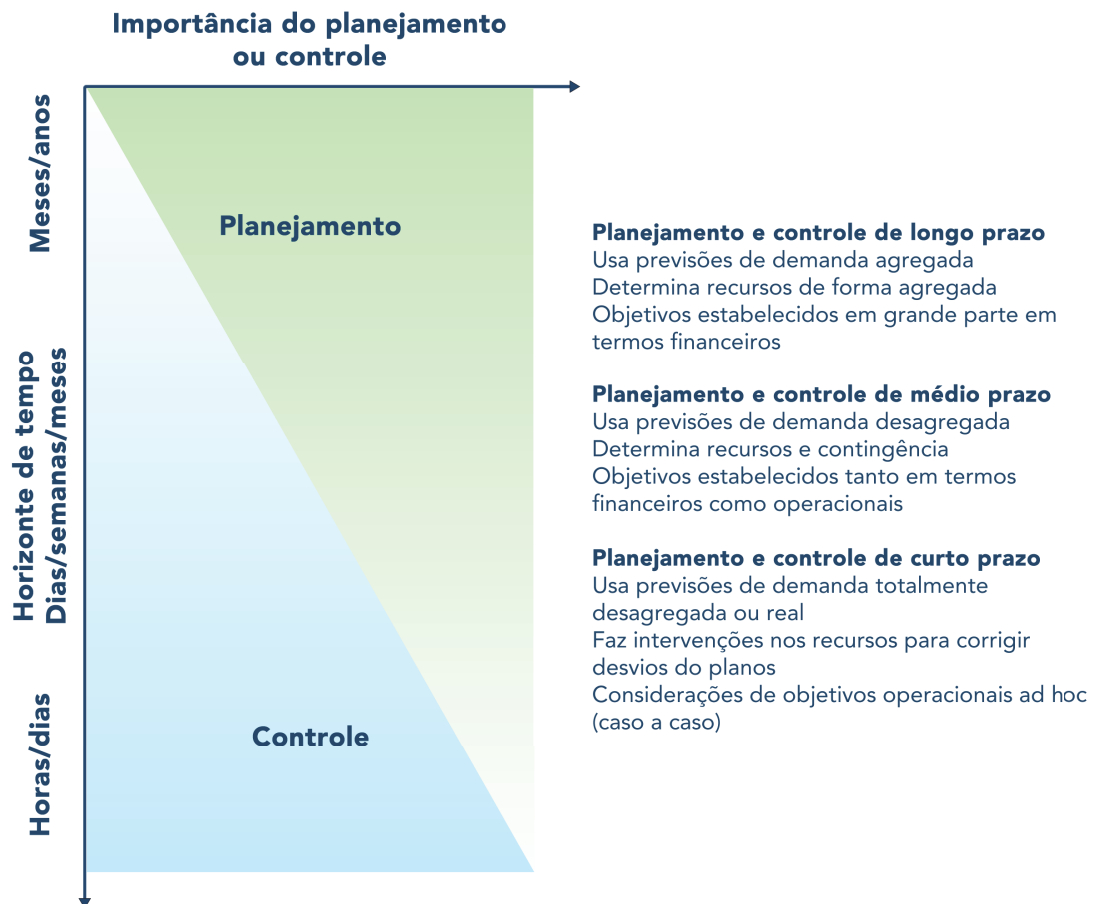 Importância do planejamento
ou controle
Meses/anos
Horizonte de tempo
Dias/semanas/meses
Horas/dias
Planejamento
Controle
Planejamento e controle de longo prazo
Usa previsões de demanda agregada
Determina recursos de forma agregada
Objetivos estabelecidos em grande parte em
termos financeiros
Planejamento e controle de médio prazo
Usa previsões de demanda desagregada
Determina recursos e contingência
Objetivos estabelecidos tanto em termos
financeiros como operacionais
Planejamento e controle de curto prazo
Usa previsões de demanda totalmente
desagregada ou real
Faz intervenções nos recursos para corrigir
desvios do planos
Considerações de objetivos operacionais ad hoc
(caso a caso)